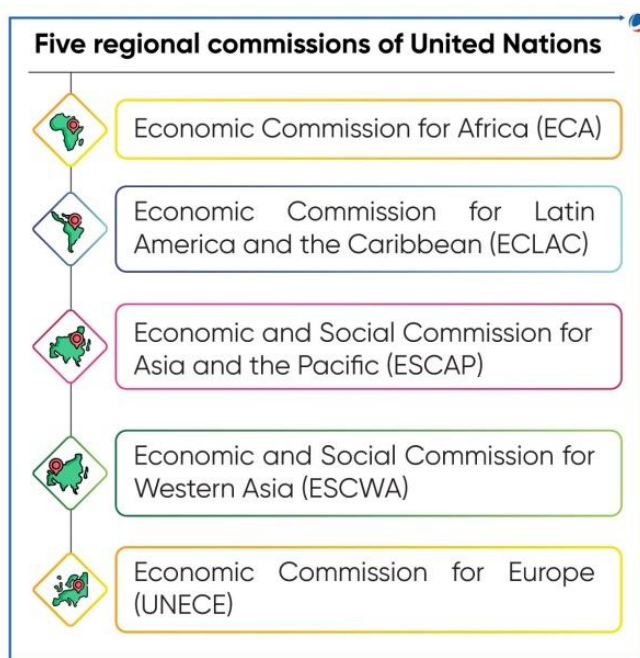 Five regional commissions of United Nations
Economic Commission for Africa (ECA)
Economic Commission for Latin
America and the Caribbean (ECLAC)
Economic and Social Commission for
Asia and the Pacific (ESCAP)
Economic and Social Commission for
Western Asia (ESCWA)
Economic Commission for Europe
(UNECE)